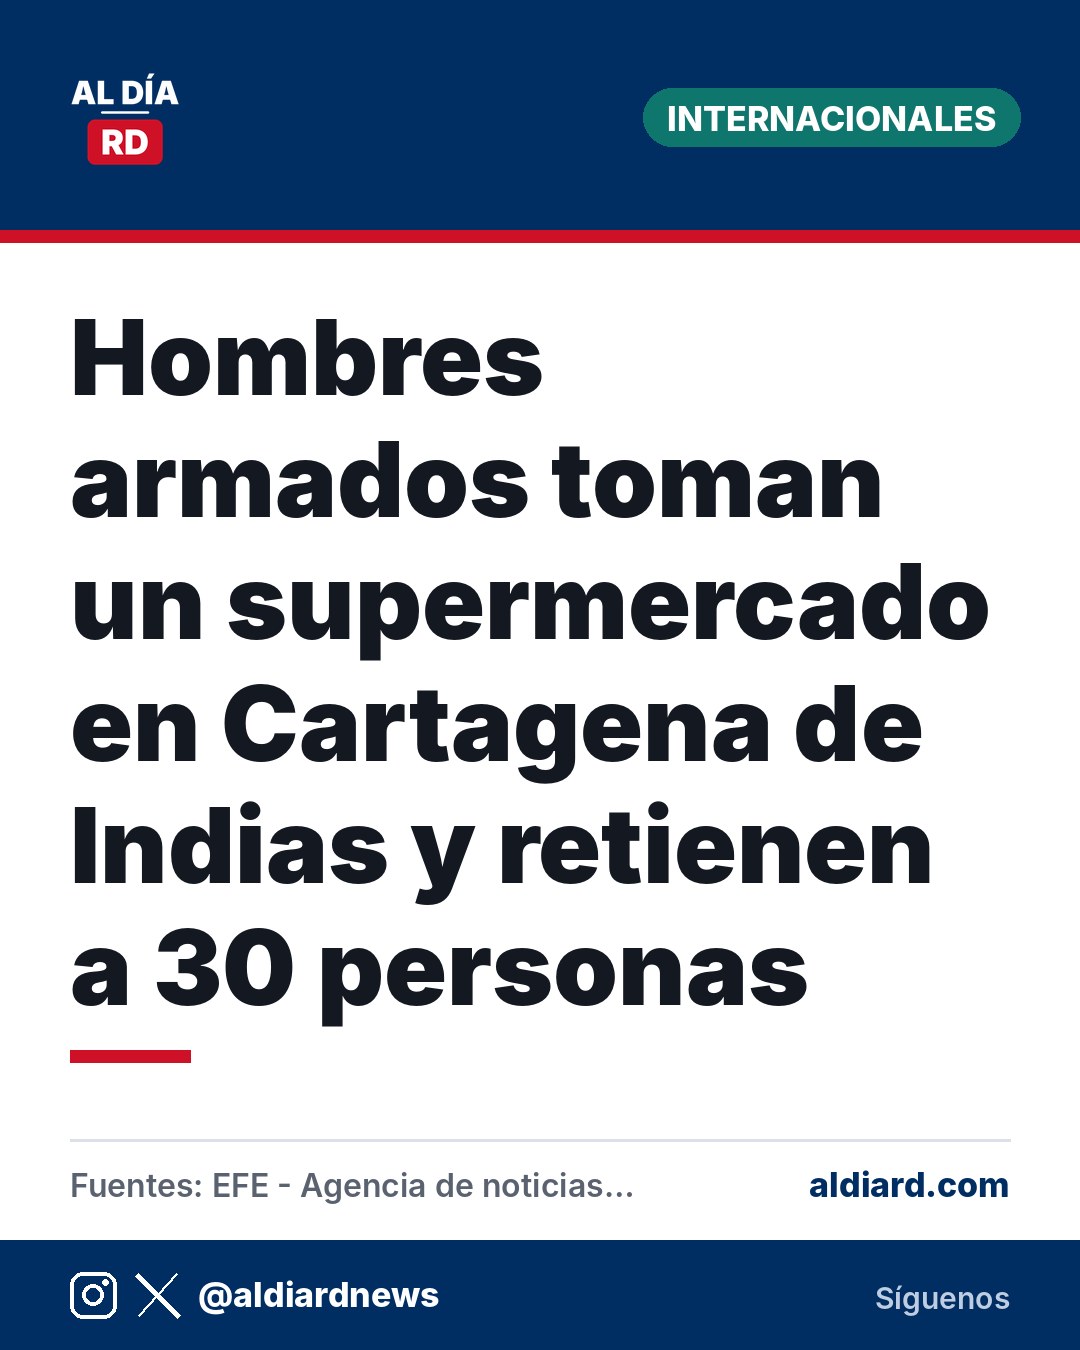 AL DÍA
RD
INTERNACIONALES
Hombres
armados toman
un supermercado
en Cartagena de
Indias y retienen
a 30 personas
Fuentes: EFE - Agencia de noticias...
aldiard.com
@aldiardnews
Síguenos